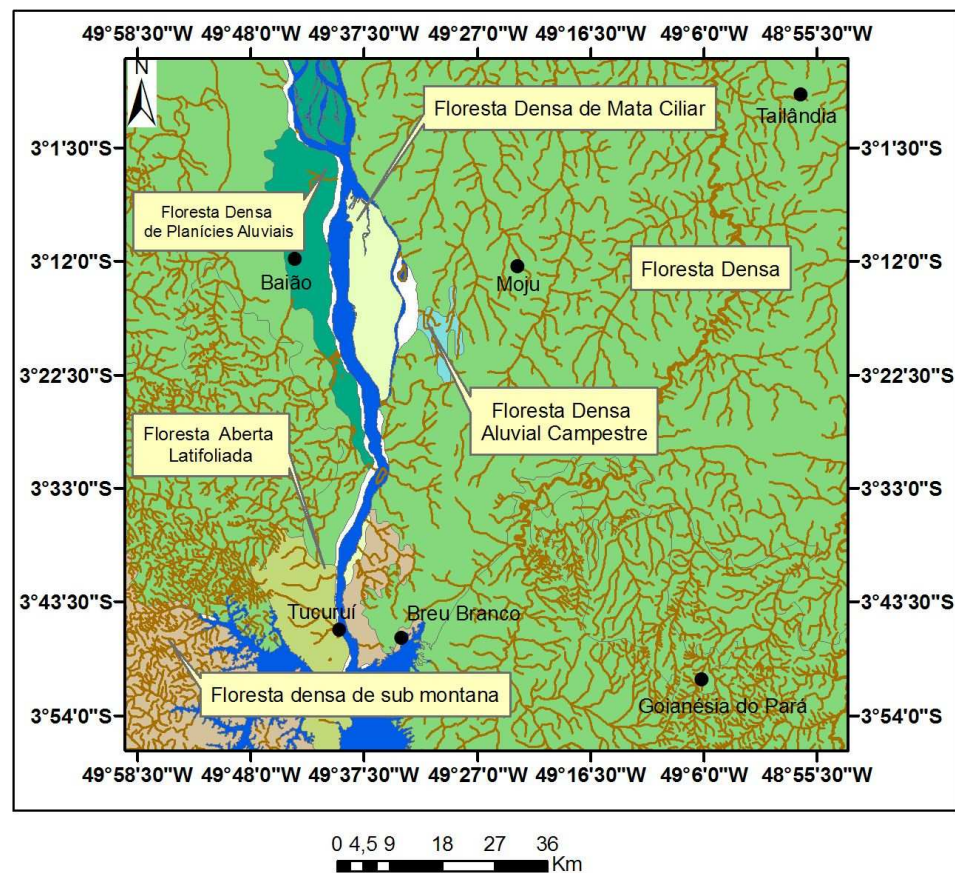 49°58'30"W 49°48'0"W 49°37'30"W 49°27'0"W 49°16'30"W 49°6'0"W 48°55'30"W
N
Floresta Densa de Mata Ciliar
Tailândia
3°1'30"S 3°1'30"S
Floresta Densa
de Planícies Aluviais
3°12'0"S 3°12'0"S
Floresta Densa
Baião
Moju
3°22'30"S 3°22'30"S
Floresta Densa
Aluvial Campestre
Floresta Aberta
Latifoliada
3°33'0"S 3°33'0"S
3°43'30"S 3°43'30"S
Tucuruí
Breu Branco
Floresta densa de sub montana
Goianésia do Pará
3°54'0"S 3°54'0"S
49°58'30"W 49°48'0"W 49°37'30"W 49°27'0"W 49°16'30"W 49°6'0"W 48°55'30"W
0 4,5 9 18 27 36
Km